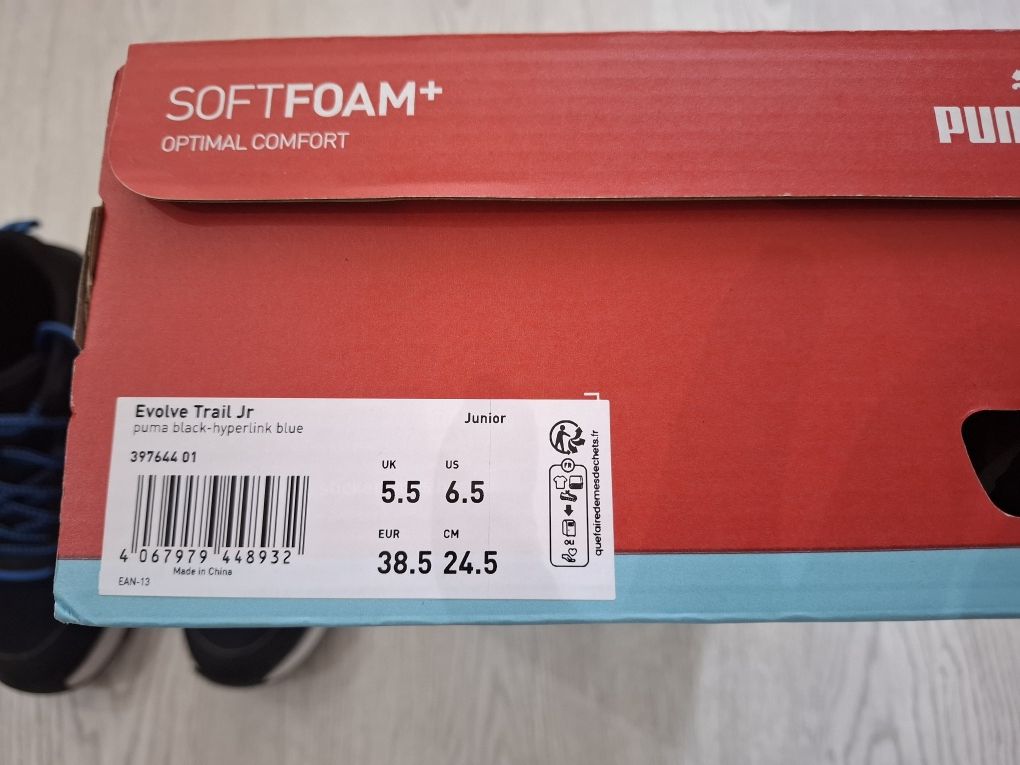 SOFTFOAM+
OPTIMAL COMFORT
PUM
Evolve Trail Jr
Junior
puma black-hyperlink blue
397644 01
UK US
5.5 6.5
EUR CM
38.5 24.5
4 067979 448932
Made in China
EAN-13
FR
quefairedemesdechets.fr